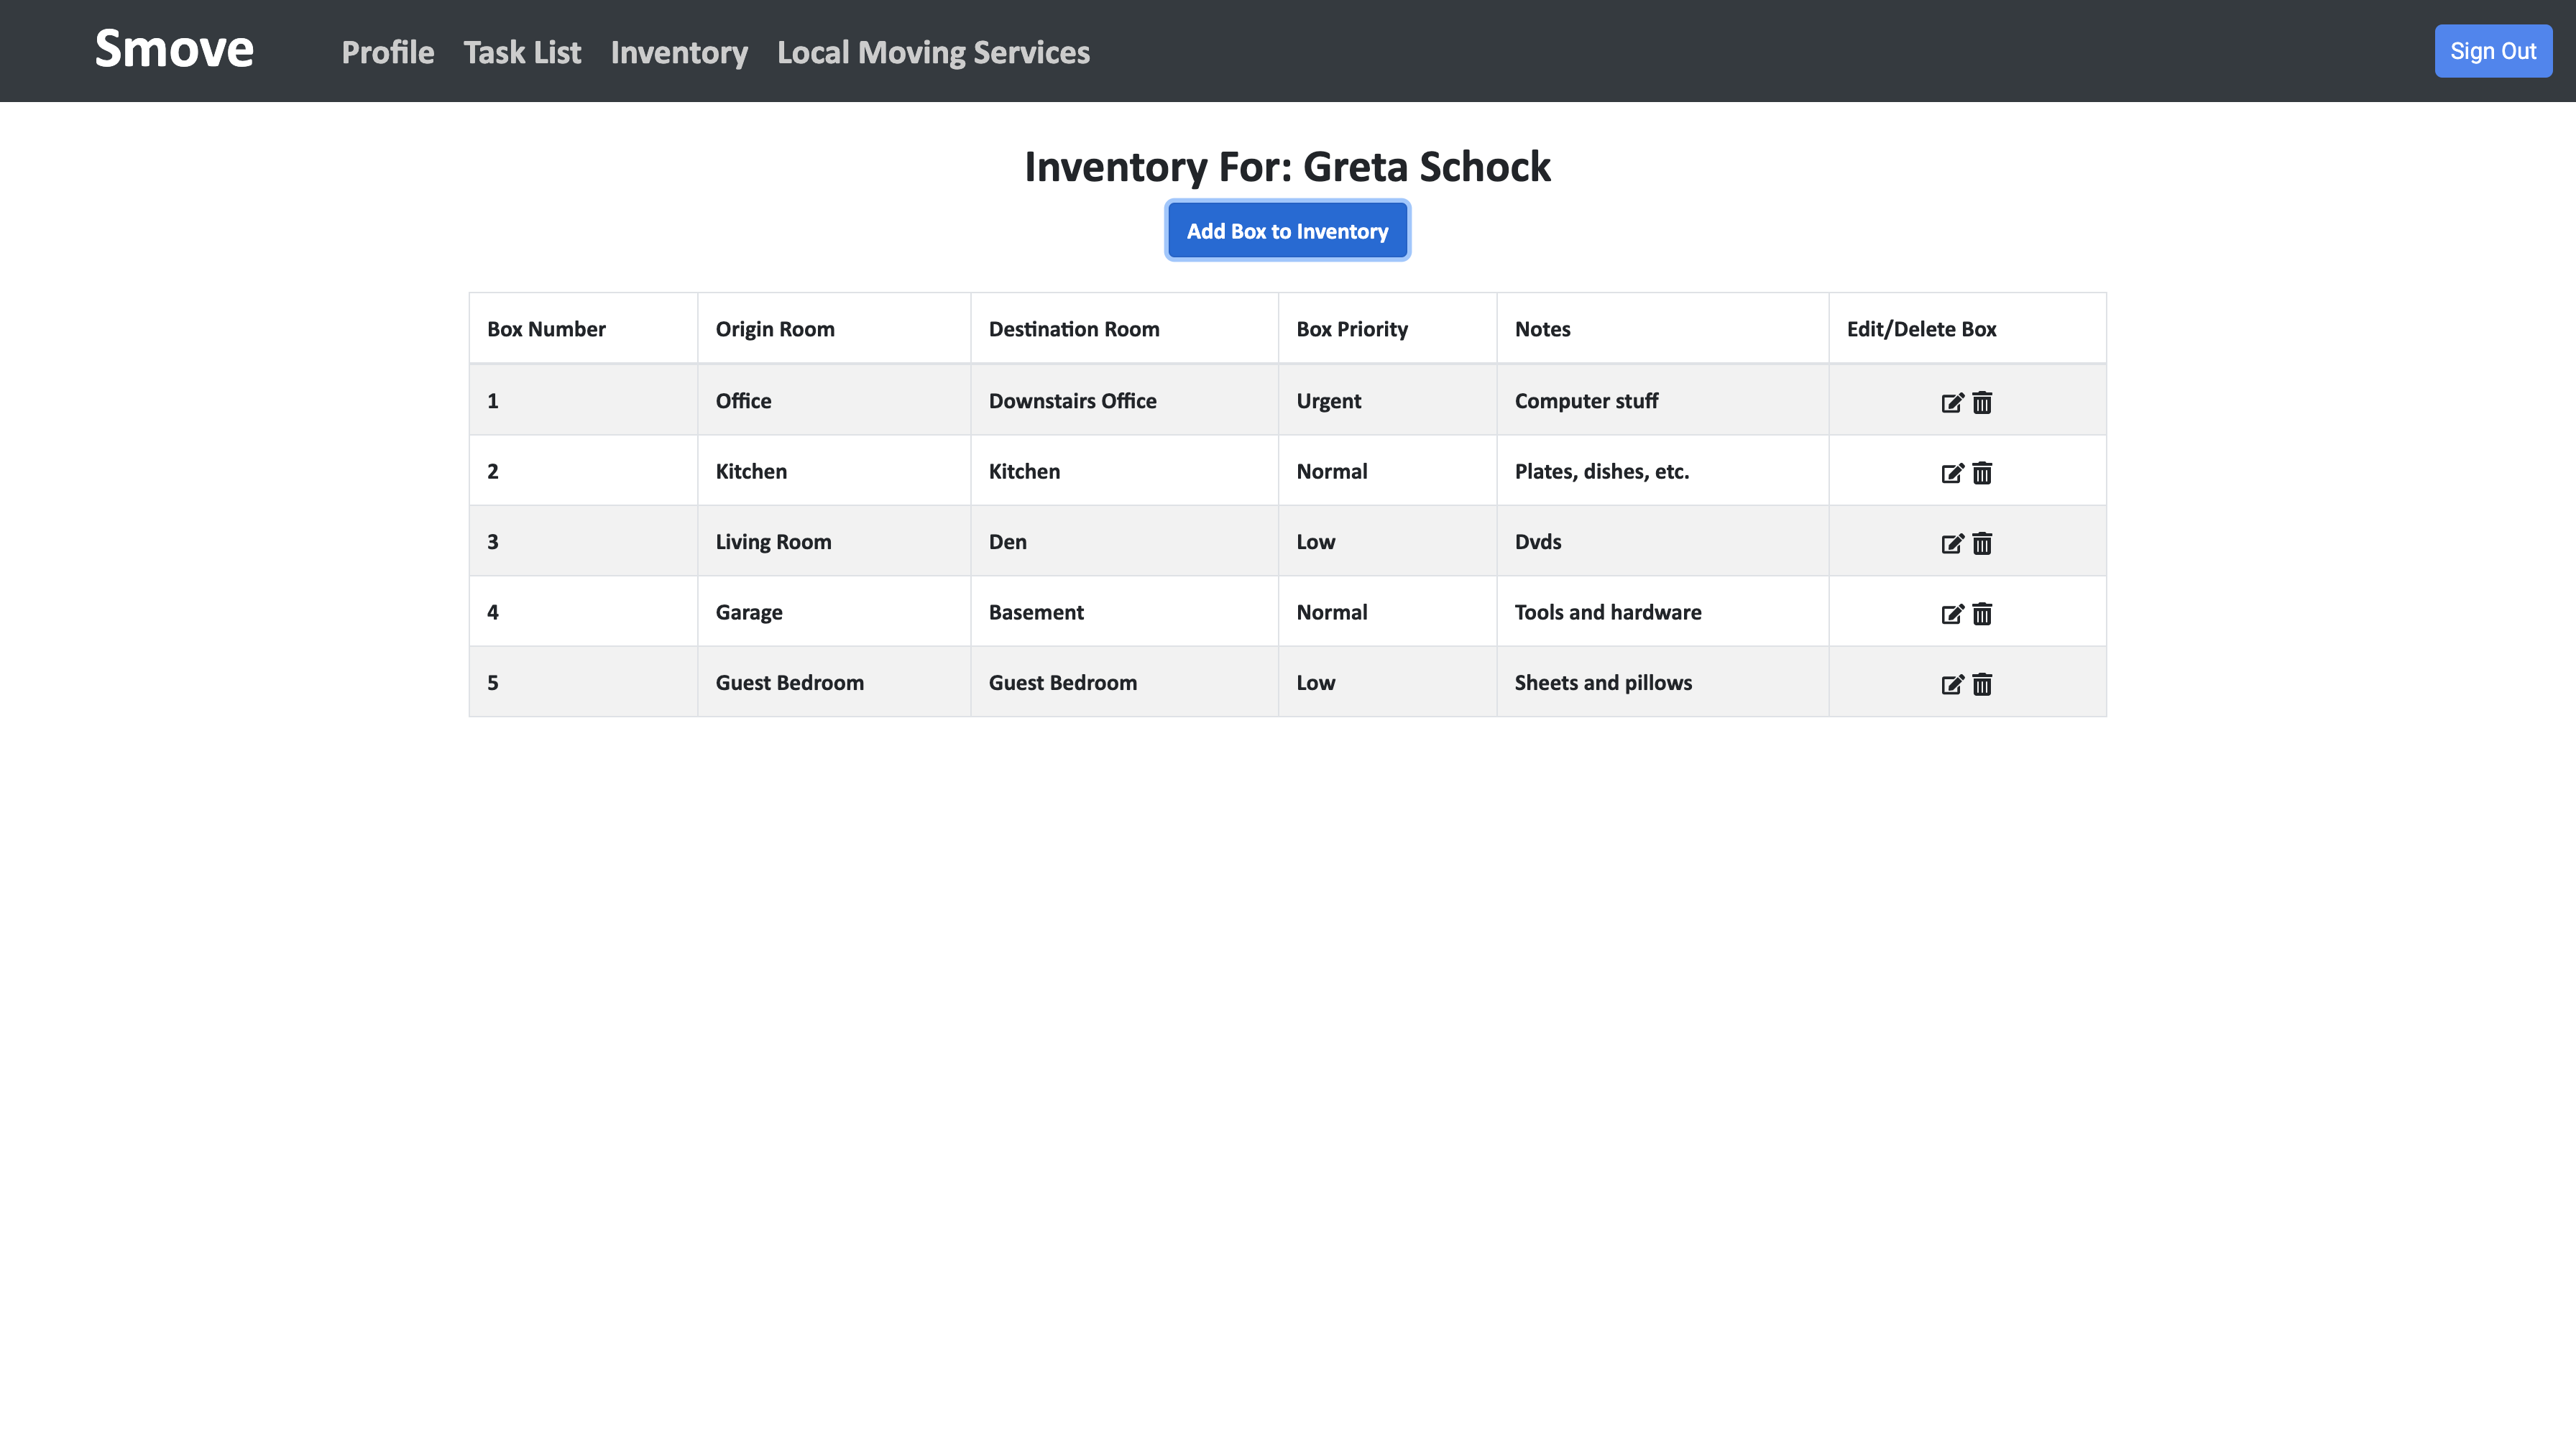 Smove Profile Task List Inventory Local Moving Services Sign Out
Inventory For: Greta Schock
Add Box to Inventory
Box Number Origin Room Destination Room Box Priority Notes Edit/Delete Box
1 Office Downstairs Office Urgent Computer stuff
2 Kitchen Kitchen Normal Plates, dishes, etc.
3 Living Room Den Low Dvds
4 Garage Basement Normal Tools and hardware
5 Guest Bedroom Guest Bedroom Low Sheets and pillows